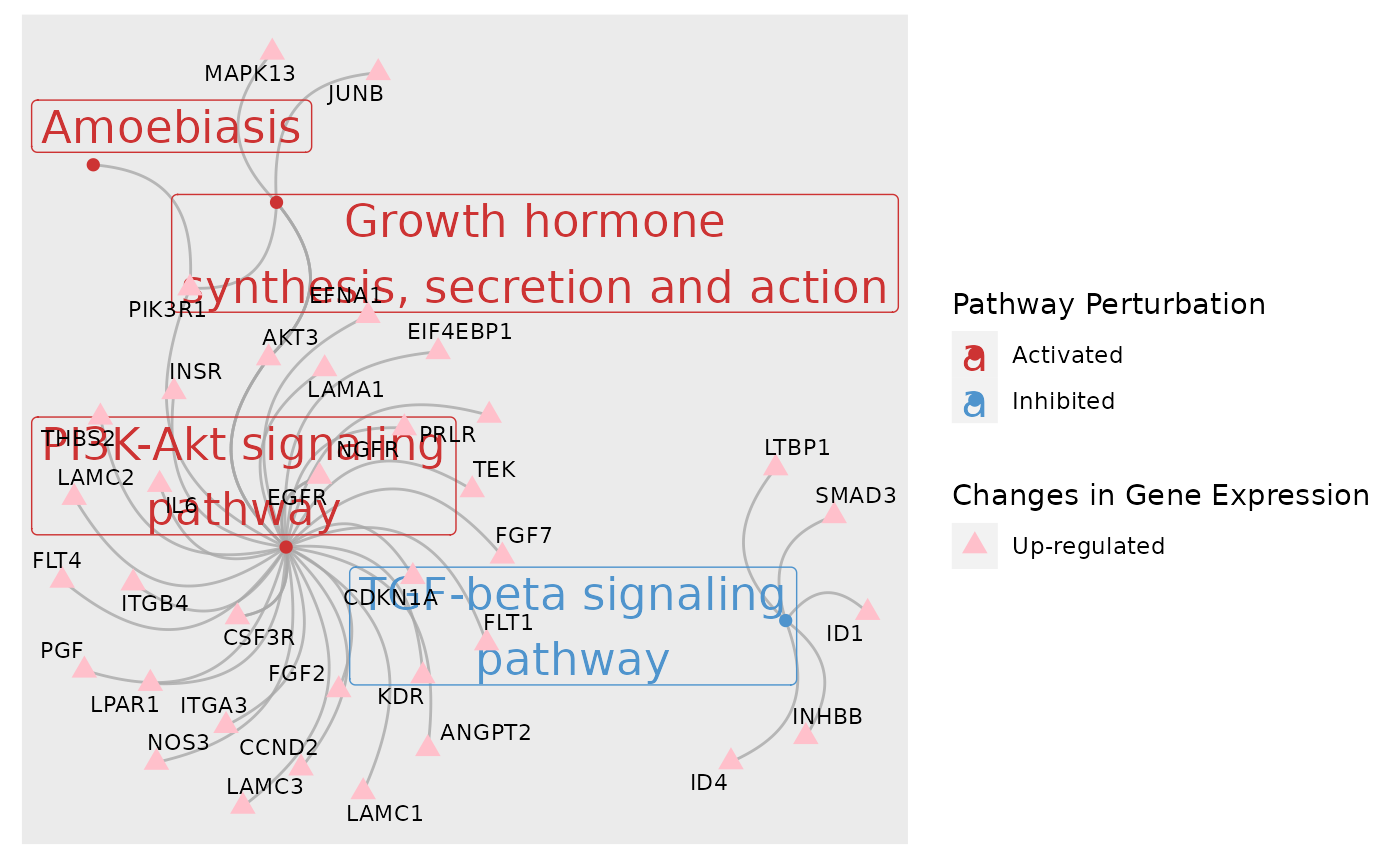 MAPK13
JUNB
Amoebiasis
Growth hormone
synthesis, secretion and action
EFNA1
PIK3R1
AKT3
EIF4EBP1
INSR
LAMA1
THBS2
PI3K-Akt signaling
pathway
PRLR
NGFR
LAMC2
TEK
EGFR
IL6
FGF7
FLT4
ITGB4
CDKN1A
TGF-beta signaling
pathway
CSF3R
FLT1
PGF
FGF2
KDR
LPAR1
ITGA3
NOS3
CCND2
ANGPT2
LAMC3
LAMC1
LTBP1
SMAD3
ID1
INHBB
ID4
Pathway Perturbation
a Activated
a Inhibited
Changes in Gene Expression
Up-regulated